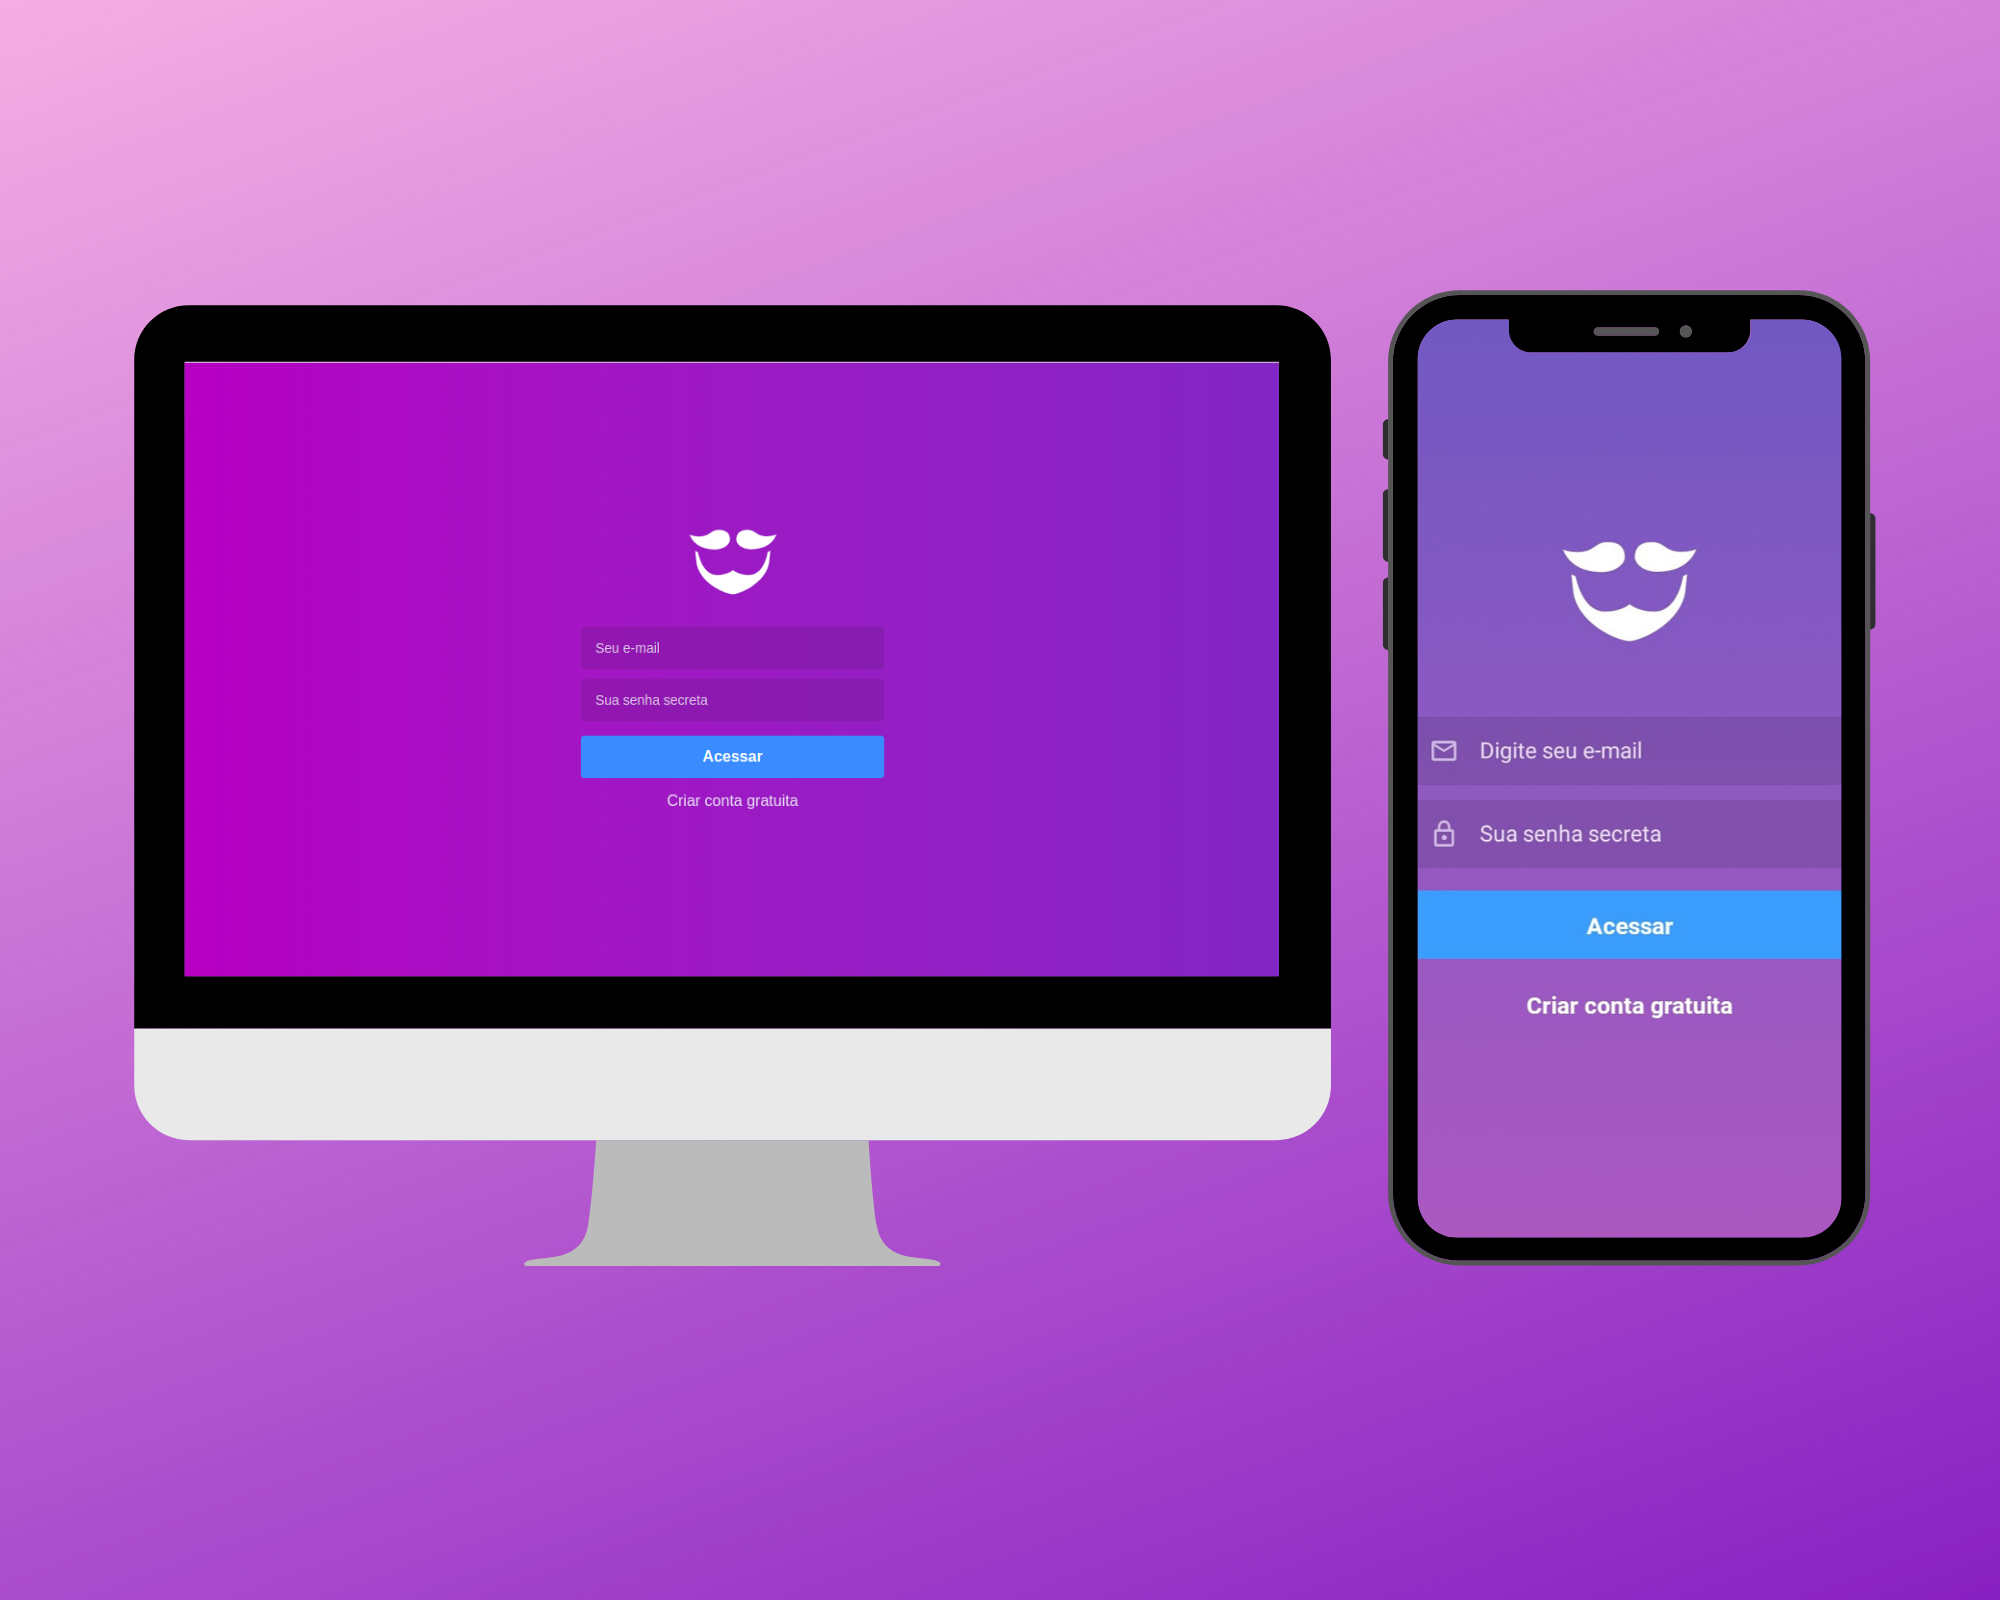 Seu e-mail
Sua senha secreta
Acessar
Criar conta gratuita
Digite seu e-mail
Sua senha secreta
Acessar
Criar conta gratuita